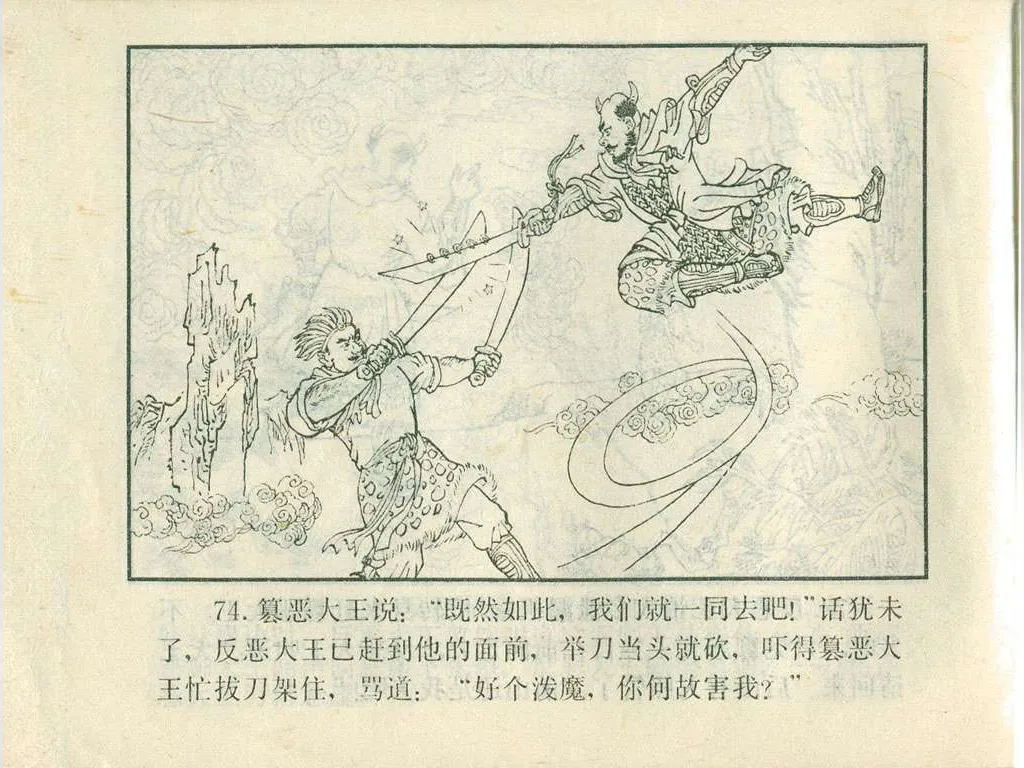 74. 篡恶大王说：“既然如此，我们就一同去吧！”话犹未
了，反恶大王已赶到他的面前，举刀当头就砍，吓得篡恶大
王忙拔刀架住，骂道：“好个泼魔，你何故害我？”